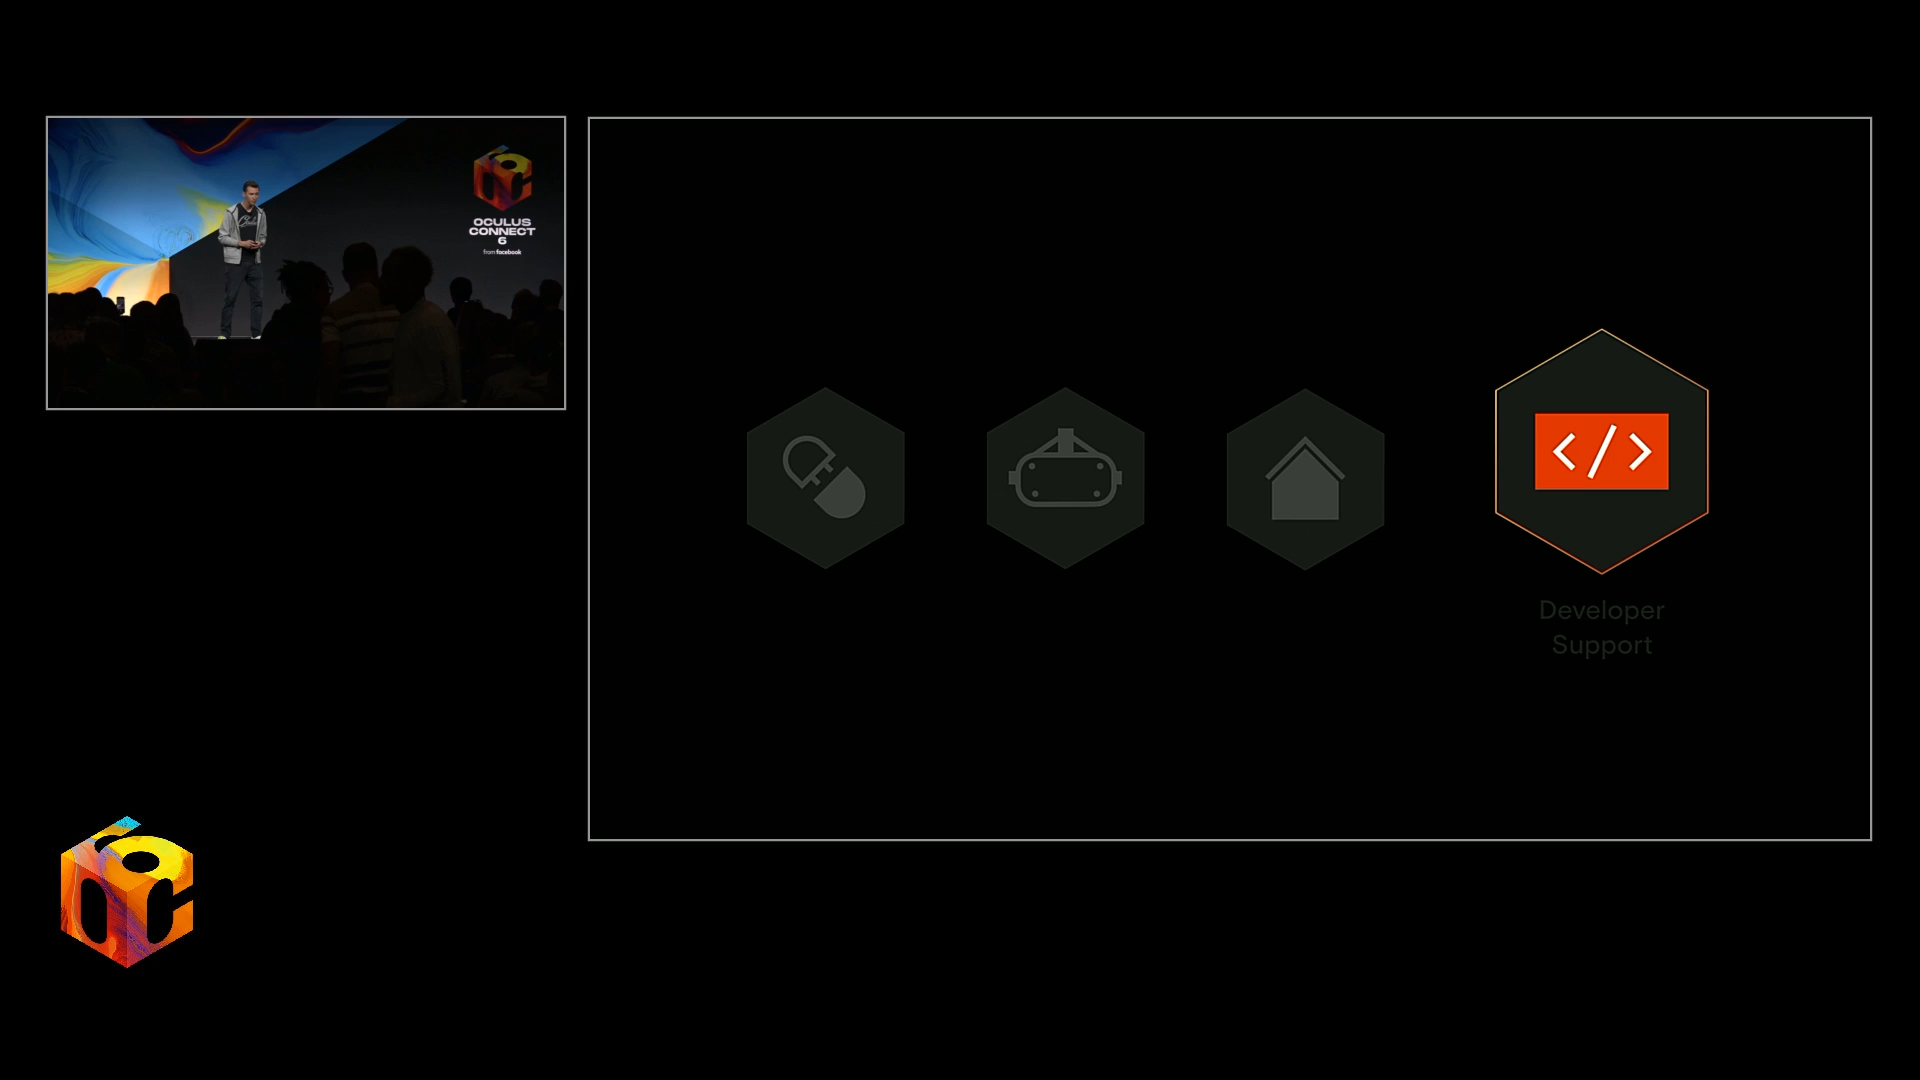 OCULUS
CONNECT
6
from facebook
</>
Developer
Support